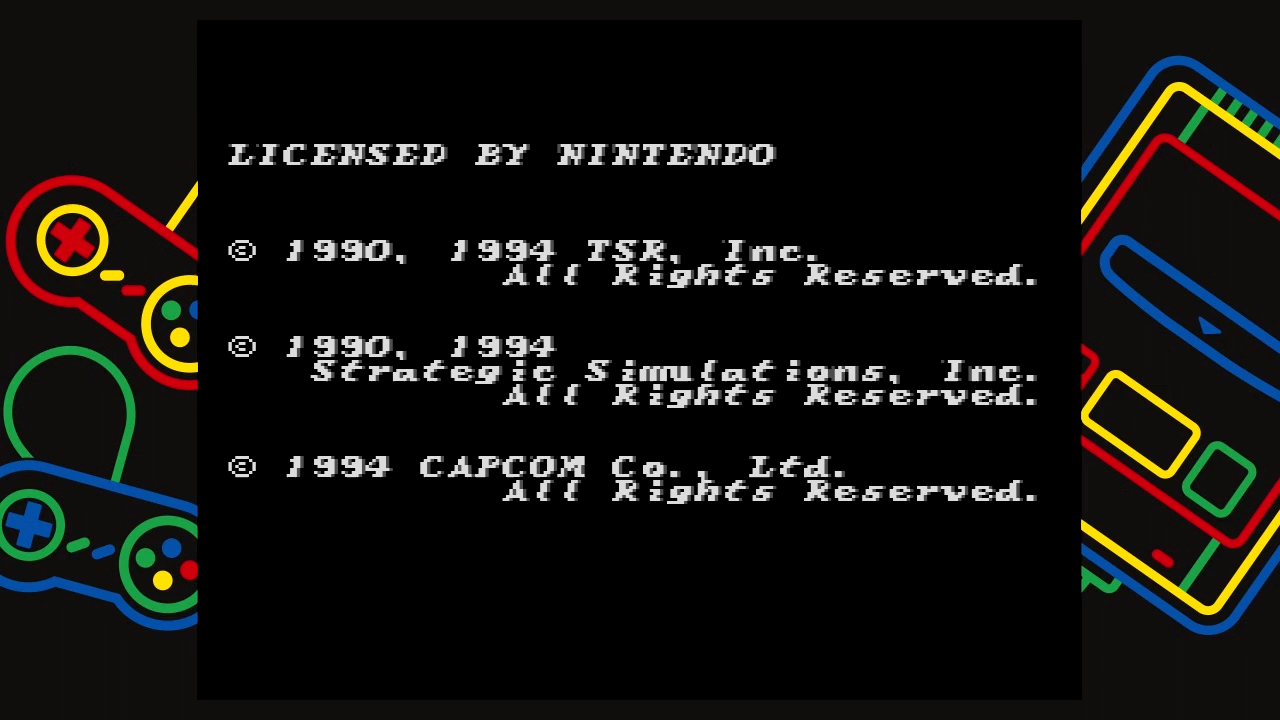 LICENSED BY NINTENDO
© 1990, 1994 TSR, Inc.
All Rights Reserved.
© 1990, 1994
Strategic Simulations, Inc.
All Rights Reserved.
© 1994 CAPCOM Co., Ltd.
All Rights Reserved.